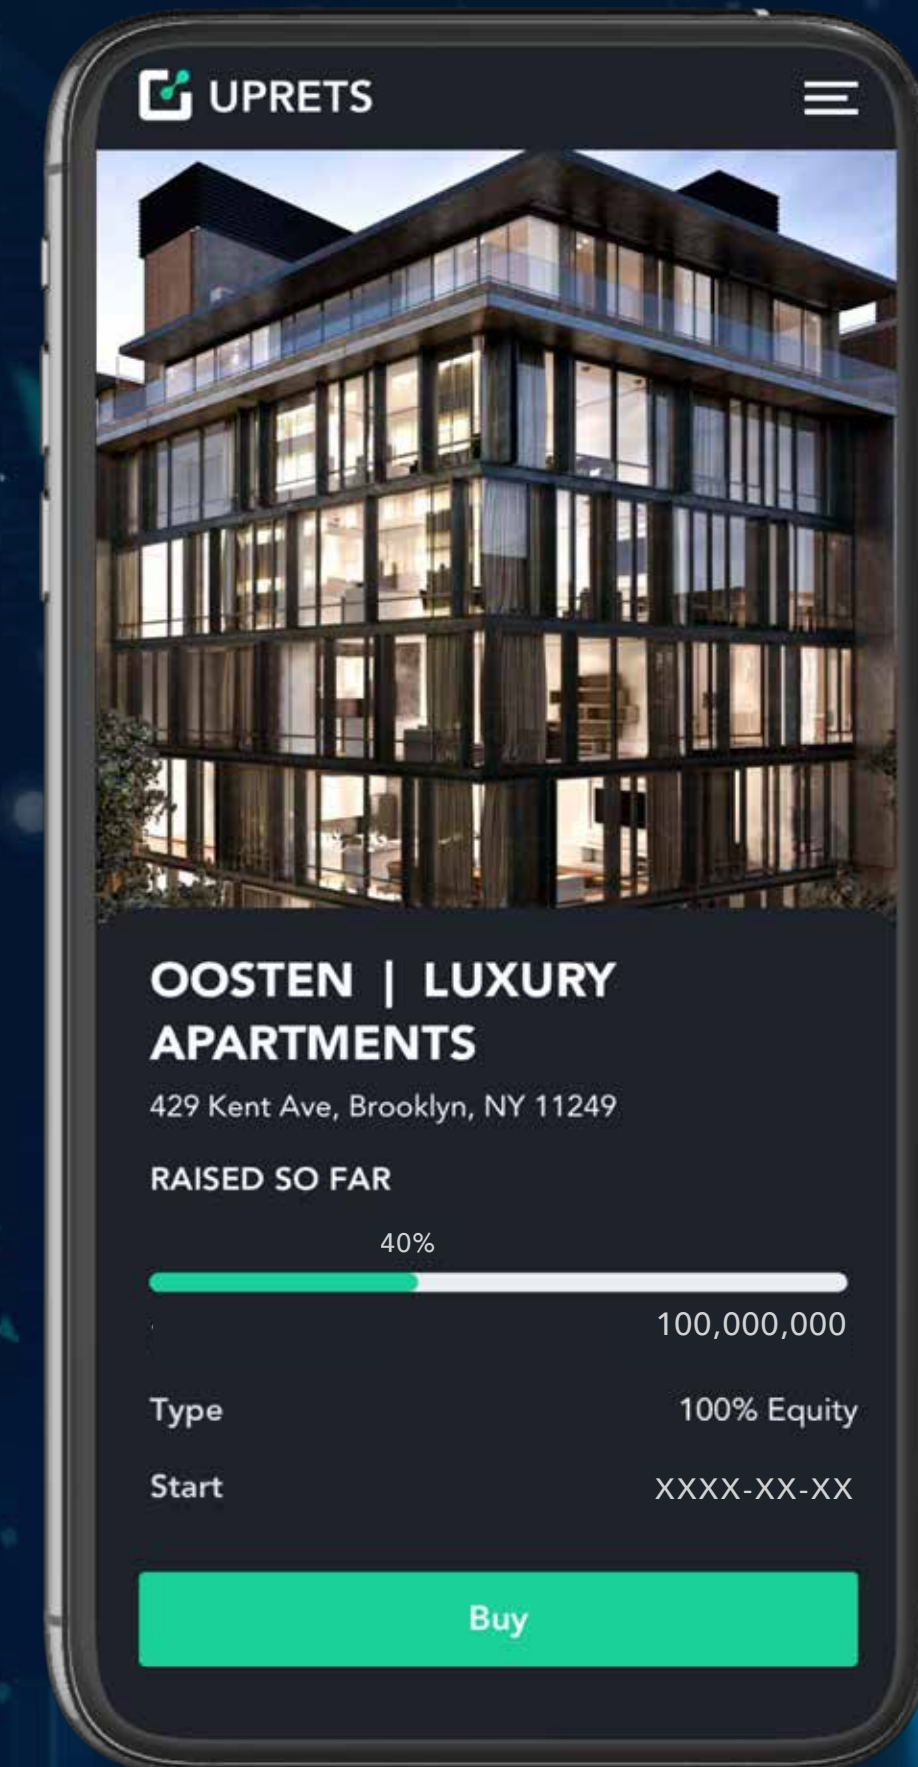 UPRETS
OOSTEN | LUXURY
APARTMENTS
429 Kent Ave, Brooklyn, NY 11249
RAISED SO FAR
40%
100,000,000
Type 100% Equity
Start XXXX-XX-XX
Buy